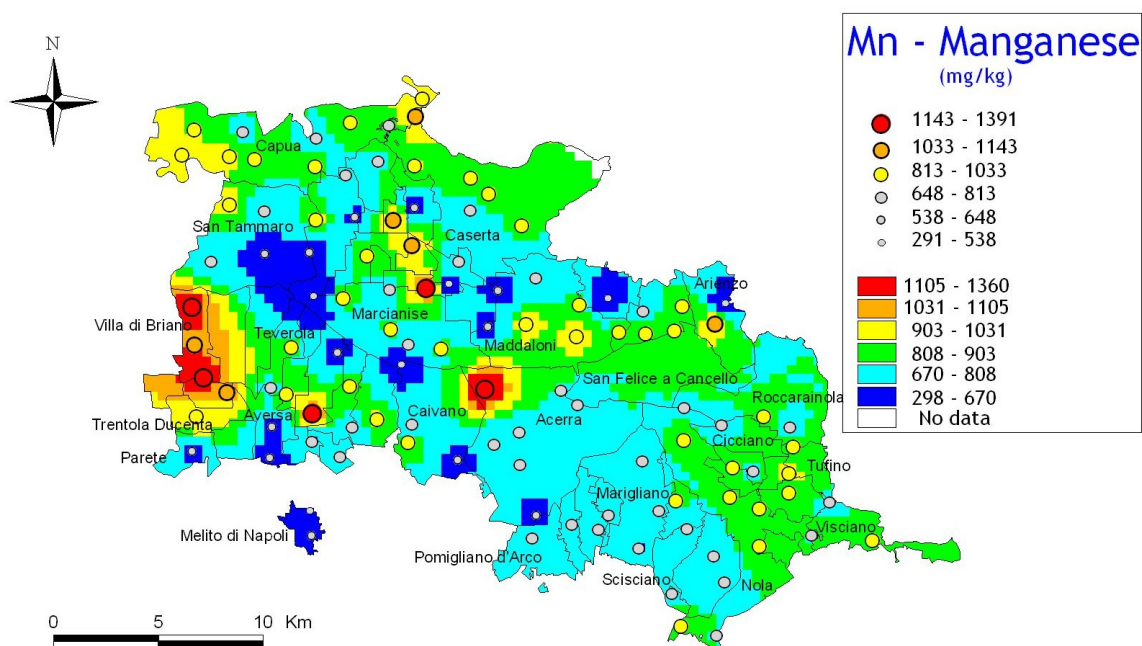 N
Mn - Manganese
(mg/kg)
1143 - 1391
1033 - 1143
813 - 1033
648 - 813
538 - 648
291 - 538
1105 - 1360
1031 - 1105
903 - 1031
808 - 903
670 - 808
298 - 670
No data
Capua
San Tammaro
Caserta
Arienzo
Villa di Briano
Marcianise
Teverola
Maddaloni
San Felice a Cancello
Roccarainola
Trentola Ducenta
Aversa
Caivano
Acerra
Cicciano
Parete
Tufino
Marigliano
Visciano
Melito di Napoli
Pomigliano d'Arco
Scisciano
Nola
0 5 10 Km